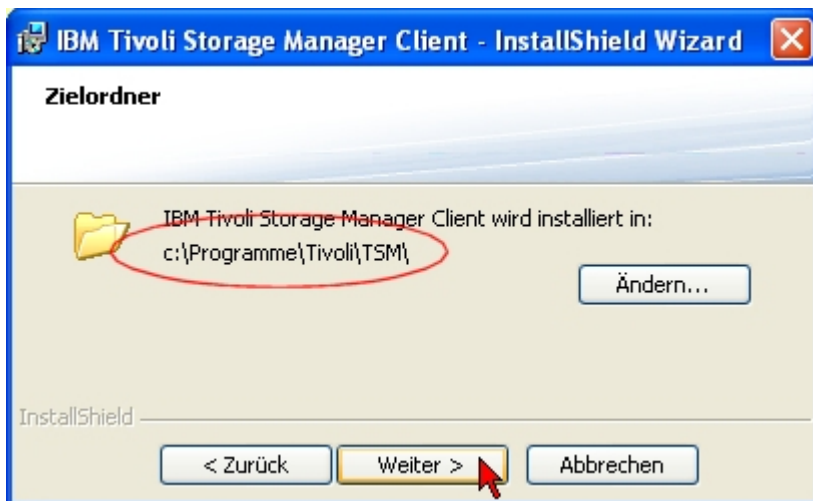 IBM Tivoli Storage Manager Client - InstallShield Wizard
Zielordner
IBM Tivoli Storage Manager Client wird installiert in:
c:\Programme\Tivoli\TSM\
Ändern...
InstallShield
< Zurück
Weiter >
Abbrechen